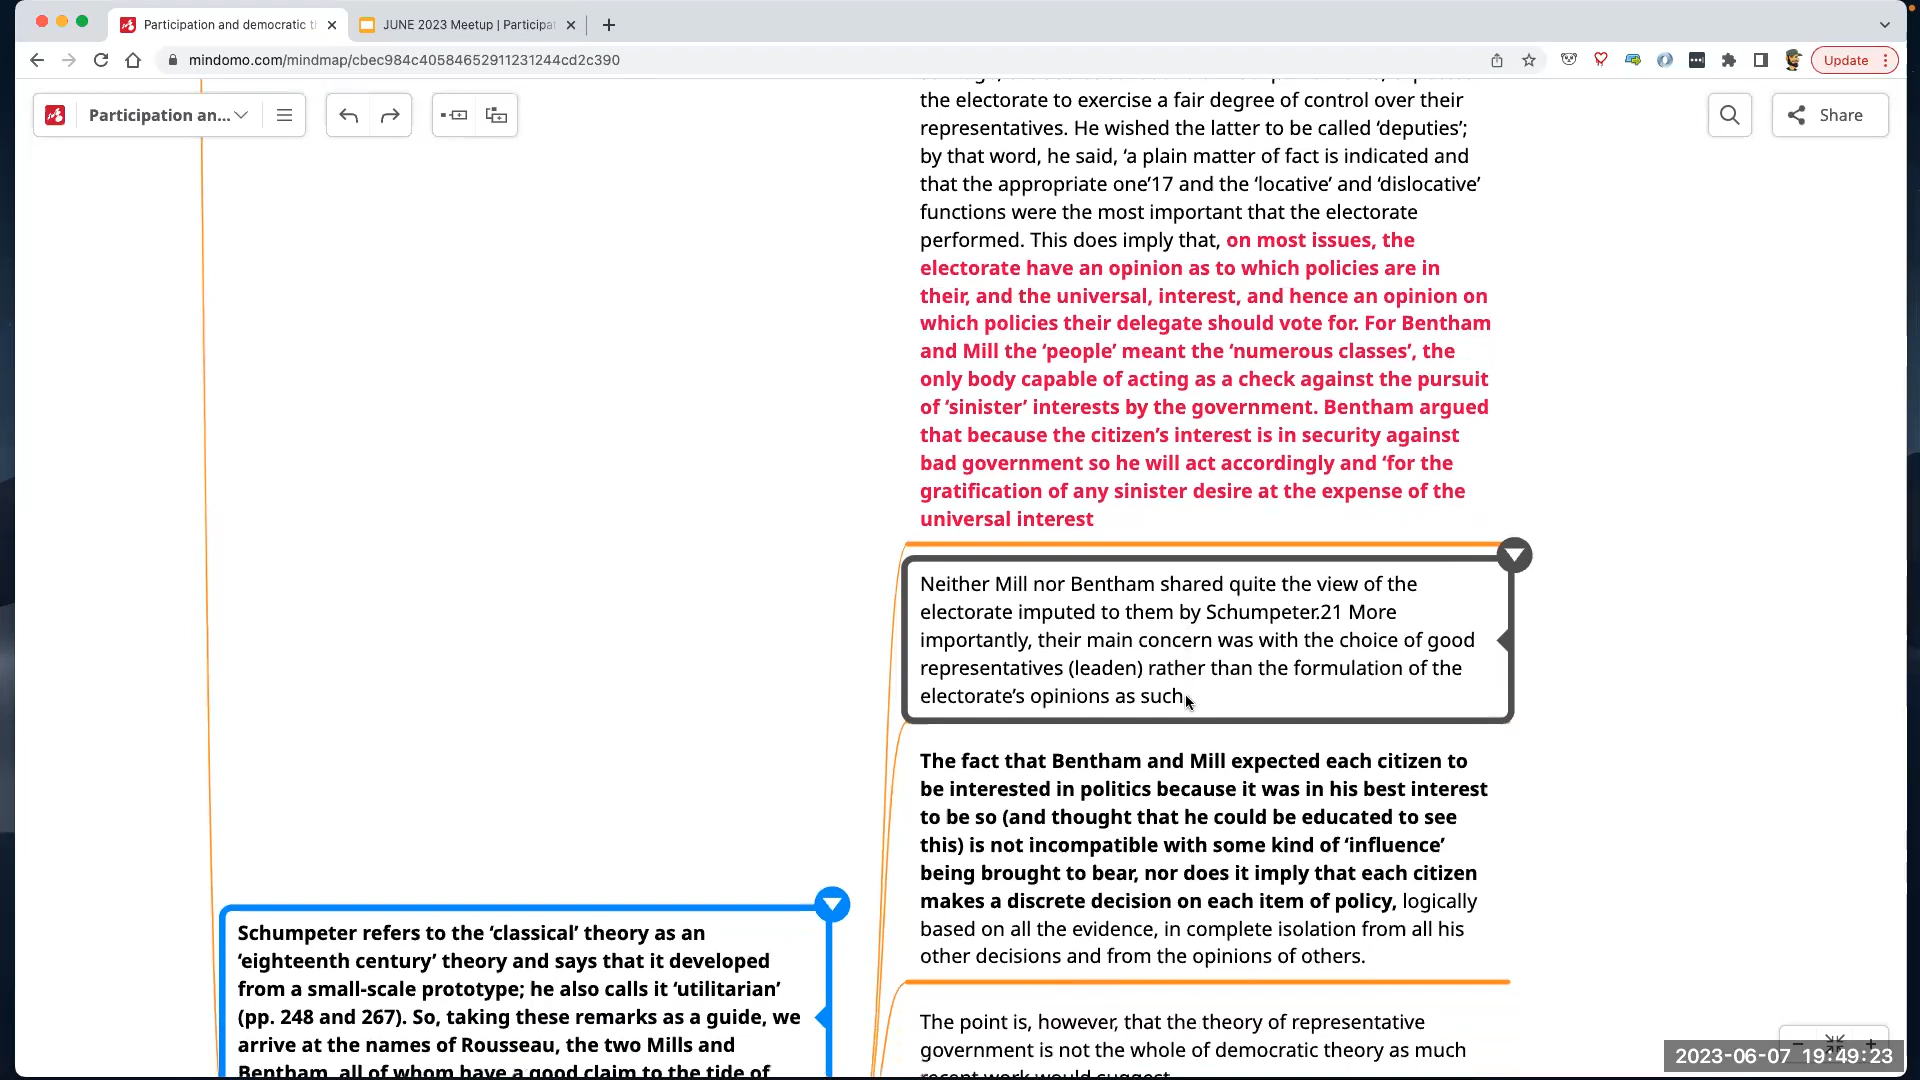 Participation and democratic t
JUNE 2023 Meetup | Participat
mindomo.com/mindmap/cbec984c40584652911231244cd2c390
Update
Participation an...
Share
the electorate to exercise a fair degree of control over their
representatives. He wished the latter to be called ‘deputies’;
by that word, he said, ‘a plain matter of fact is indicated and
that the appropriate one’17 and the ‘locative’ and ‘dislocative’
functions were the most important that the electorate
performed. This does imply that, on most issues, the
electorate have an opinion as to which policies are in
their, and the universal, interest, and hence an opinion on
which policies their delegate should vote for. For Bentham
and Mill the ‘people’ meant the ‘numerous classes’, the
only body capable of acting as a check against the pursuit
of ‘sinister’ interests by the government. Bentham argued
that because the citizen’s interest is in security against
bad government so he will act accordingly and ‘for the
gratification of any sinister desire at the expense of the
universal interest
Neither Mill nor Bentham shared quite the view of the
electorate imputed to them by Schumpeter.21 More
importantly, their main concern was with the choice of good
representatives (leaden) rather than the formulation of the
electorate’s opinions as such.
The fact that Bentham and Mill expected each citizen to
be interested in politics because it was in his best interest
to be so (and thought that he could be educated to see
this) is not incompatible with some kind of ‘influence’
being brought to bear, nor does it imply that each citizen
makes a discrete decision on each item of policy, logically
based on all the evidence, in complete isolation from all his
other decisions and from the opinions of others.
The point is, however, that the theory of representative
government is not the whole of democratic theory as much
recent work would suggest.
Schumpeter refers to the ‘classical’ theory as an
‘eighteenth century’ theory and says that it developed
from a small-scale prototype; he also calls it ‘utilitarian’
(pp. 248 and 267). So, taking these remarks as a guide, we
arrive at the names of Rousseau, the two Mills and
Bentham, all of whom have a good claim to the tide of
2023-06-07 19:49:23